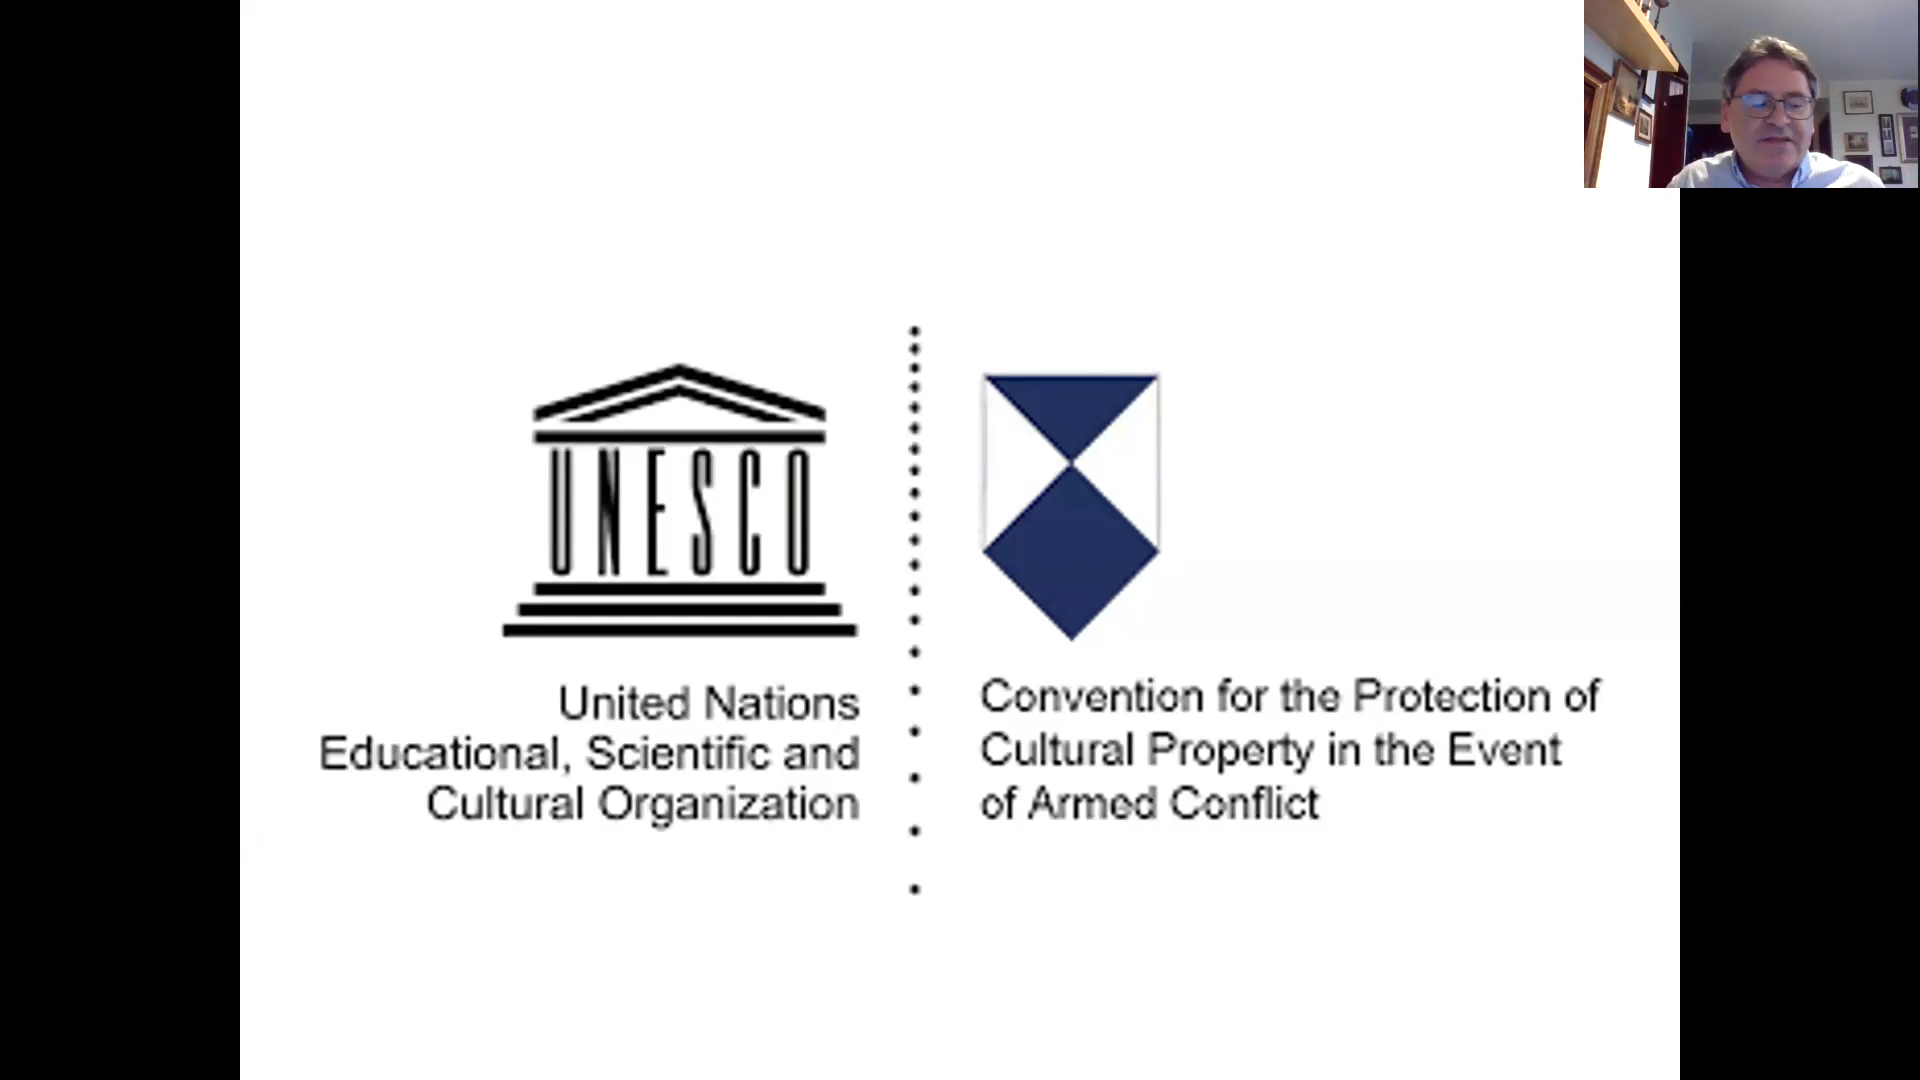 UNESCO
United Nations
Educational, Scientific and
Cultural Organization
Convention for the Protection of
Cultural Property in the Event
of Armed Conflict